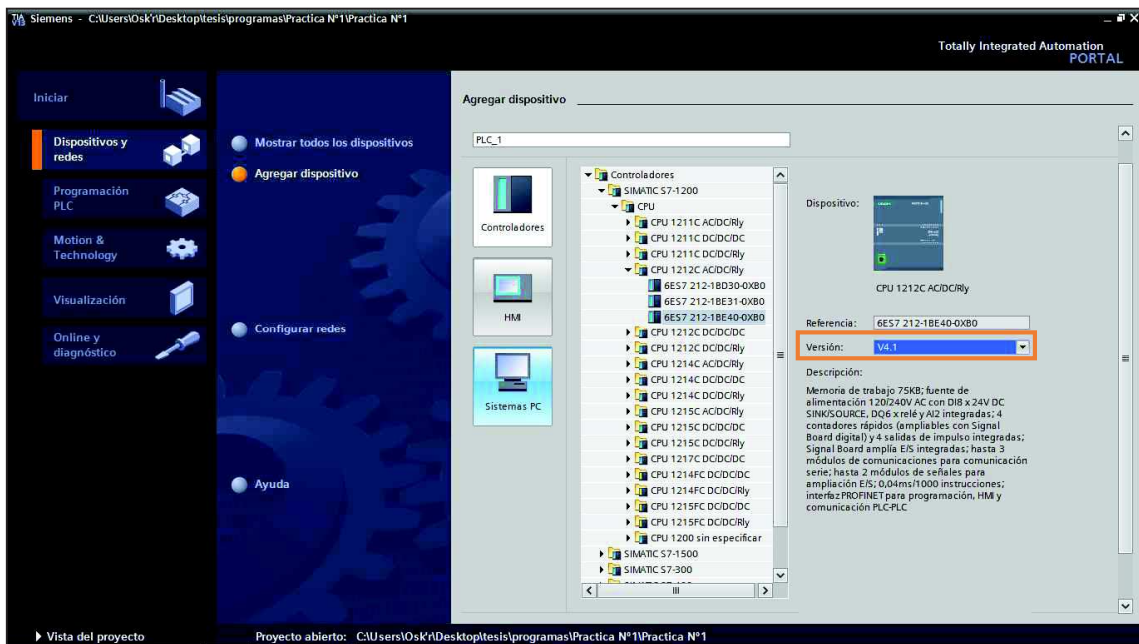 Siemens - C:\Users\Osk'r\Desktop\tesis\programas\Practica Nº1\Practica Nº1
Totally Integrated Automation
PORTAL
Iniciar
Dispositivos y
redes
Programación
PLC
Motion &
Technology
Visualización
Online y
diagnóstico
Mostrar todos los dispositivos
Agregar dispositivo
Configurar redes
Ayuda
Agregar dispositivo
PLC_1
Controladores
HMI
Sistemas PC
Controladores
SIMATIC S7-1200
CPU
CPU 1211C AC/DC/Rly
CPU 1211C DC/DC/DC
CPU 1211C DC/DC/Rly
CPU 1212C AC/DC/Rly
6ES7 212-1BD30-0XB0
6ES7 212-1BE31-0XB0
6ES7 212-1BE40-0XB0
CPU 1212C DC/DC/DC
CPU 1212C DC/DC/Rly
CPU 1214C AC/DC/Rly
CPU 1214C DC/DC/DC
CPU 1214C DC/DC/Rly
CPU 1215C AC/DC/Rly
CPU 1215C DC/DC/DC
CPU 1215C DC/DC/Rly
CPU 1217C DC/DC/DC
CPU 1214FC DC/DC/DC
CPU 1214FC DC/DC/Rly
CPU 1215FC DC/DC/DC
CPU 1215FC DC/DC/Rly
CPU 1200 sin especificar
SIMATIC S7-1500
SIMATIC S7-300
Dispositivo:
CPU 1212C AC/DC/Rly
Referencia: 6ES7 212-1BE40-0XB0
Versión: V4.1
Descripción:
Memoria de trabajo 75KB; fuente de
alimentación 120/240V AC con DI8 x 24V DC
SINK/SOURCE, DQ6 x relé y AI2 integradas; 4
contadores rápidos (ampliables con Signal
Board digital) y 4 salidas de impulso integradas;
Signal Board amplía E/S integradas; hasta 3
módulos de comunicaciones para comunicación
serie; hasta 2 módulos de señales para
ampliación E/S; 0,04ms/1000 instrucciones;
interfaz PROFINET para programación, HMI y
comunicación PLC-PLC
Vista del proyecto
Proyecto abierto: C:\Users\Osk'r\Desktop\tesis\programas\Practica Nº1\Practica Nº1